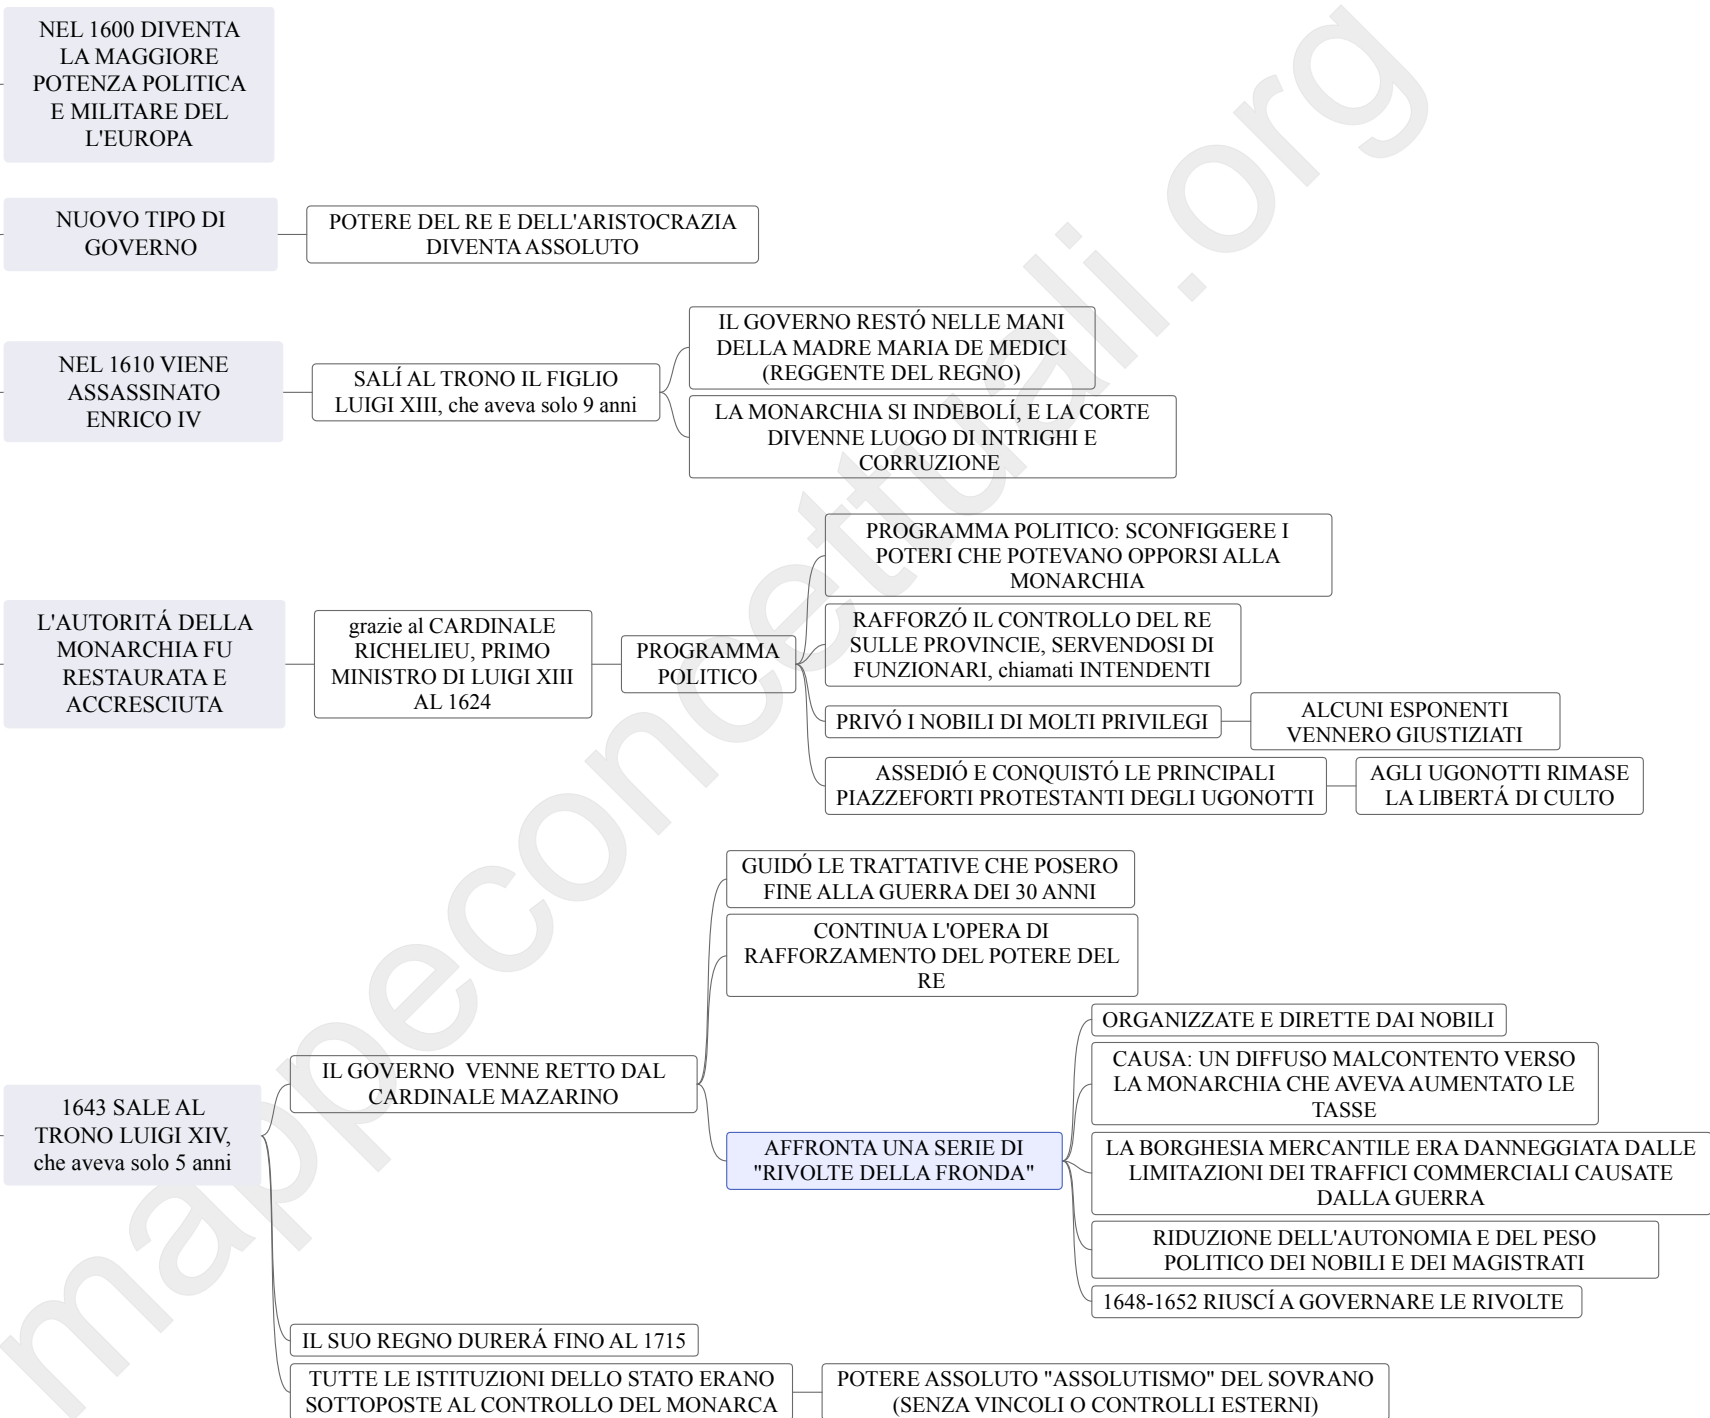 NEL 1600 DIVENTA
LA MAGGIORE
POTENZA POLITICA
E MILITARE DEL
L'EUROPA
NUOVO TIPO DI
GOVERNO
POTERE DEL RE E DELL'ARISTOCRAZIA
DIVENTA ASSOLUTO
NEL 1610 VIENE
ASSASSINATO
ENRICO IV
SALÍ AL TRONO IL FIGLIO
LUIGI XIII, che aveva solo 9 anni
IL GOVERNO RESTÓ NELLE MANI
DELLA MADRE MARIA DE MEDICI
(REGGENTE DEL REGNO)
LA MONARCHIA SI INDEBOLÍ, E LA CORTE
DIVENNE LUOGO DI INTRIGHI E
CORRUZIONE
L'AUTORITÁ DELLA
MONARCHIA FU
RESTAURATA E
ACCRESCIUTA
grazie al CARDINALE
RICHELIEU, PRIMO
MINISTRO DI LUIGI XIII
AL 1624
PROGRAMMA
POLITICO
PROGRAMMA POLITICO: SCONFIGGERE I
POTERI CHE POTEVANO OPPORSI ALLA
MONARCHIA
RAFFORZÓ IL CONTROLLO DEL RE
SULLE PROVINCIE, SERVENDOSI DI
FUNZIONARI, chiamati INTENDENTI
PRIVÓ I NOBILI DI MOLTI PRIVILEGI
ALCUNI ESPONENTI
VENNERO GIUSTIZIATI
ASSEDIÓ E CONQUISTÓ LE PRINCIPALI
PIAZZEFORTI PROTESTANTI DEGLI UGONOTTI
AGLI UGONOTTI RIMASE
LA LIBERTÁ DI CULTO
1643 SALE AL
TRONO LUIGI XIV,
che aveva solo 5 anni
IL GOVERNO  VENNE RETTO DAL
CARDINALE MAZARINO
GUIDÓ LE TRATTATIVE CHE POSERO
FINE ALLA GUERRA DEI 30 ANNI
CONTINUA L'OPERA DI
RAFFORZAMENTO DEL POTERE DEL
RE
AFFRONTA UNA SERIE DI
"RIVOLTE DELLA FRONDA"
ORGANIZZATE E DIRETTE DAI NOBILI
CAUSA: UN DIFFUSO MALCONTENTO VERSO
LA MONARCHIA CHE AVEVA AUMENTATO LE
TASSE
LA BORGHESIA MERCANTILE ERA DANNEGGIATA DALLE
LIMITAZIONI DEI TRAFFICI COMMERCIALI CAUSATE
DALLA GUERRA
RIDUZIONE DELL'AUTONOMIA E DEL PESO
POLITICO DEI NOBILI E DEI MAGISTRATI
1648-1652 RIUSCÍ A GOVERNARE LE RIVOLTE
IL SUO REGNO DURERÁ FINO AL 1715
TUTTE LE ISTITUZIONI DELLO STATO ERANO
SOTTOPOSTE AL CONTROLLO DEL MONARCA
POTERE ASSOLUTO "ASSOLUTISMO" DEL SOVRANO
(SENZA VINCOLI O CONTROLLI ESTERNI)
mappeconcettuali.org